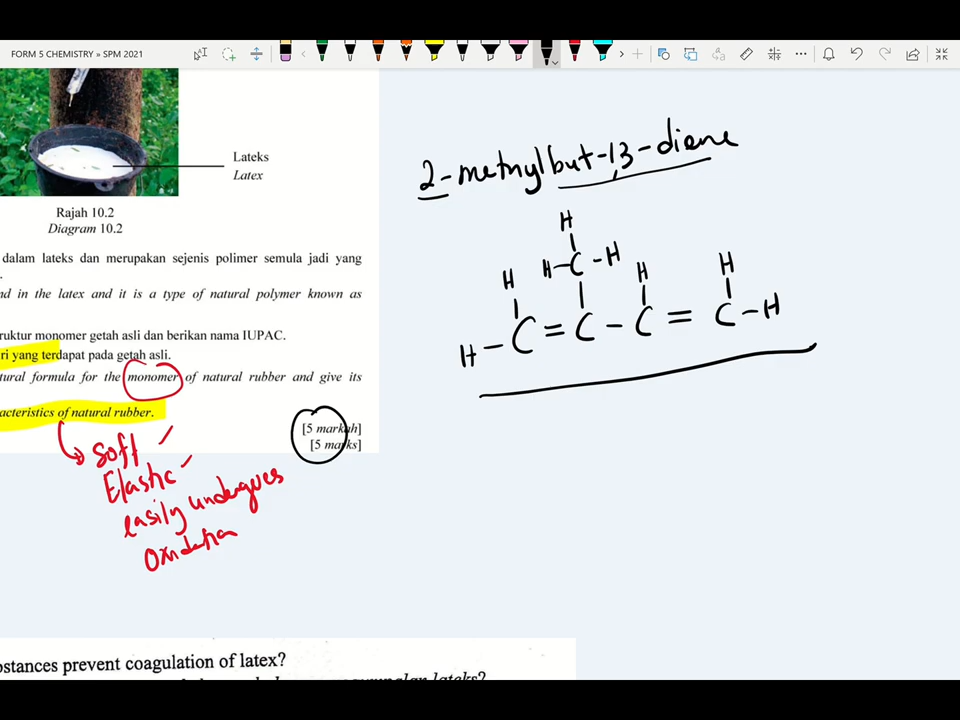 FORM 5 CHEMISTRY » SPM 2021
Lateks
Latex
Rajah 10.2
Diagram 10.2
dalam lateks dan merupakan sejenis polimer semula jadi yang
nd in the latex and it is a type of natural polymer known as
ruktur monomer getah asli dan berikan nama IUPAC.
ri yang terdapat pada getah asli.
tural formula for the monomer of natural rubber and give its
acteristics of natural rubber.
[5 markah]
[5 marks]
soft
Elastic
easily undergoes
Oxidation
2-methylbut-1,3-diene
H
H H C H H H
H C = C - C = C H
ostances prevent coagulation of latex?